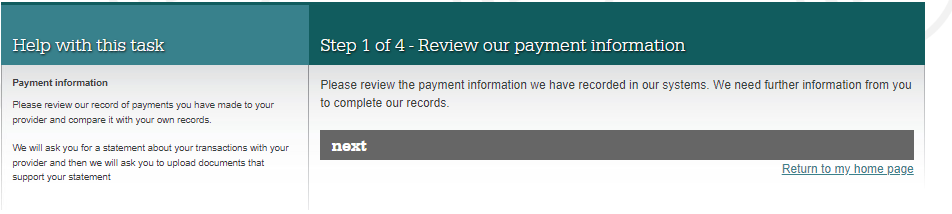 Help with this task
Payment information
Please review our record of payments you have made to your
provider and compare it with your own records.
We will ask you for a statement about your transactions with your
provider and then we will ask you to upload documents that
support your statement
Step 1 of 4 - Review our payment information
Please review the payment information we have recorded in our systems. We need further information from you
to complete our records.
next
Return to my home page